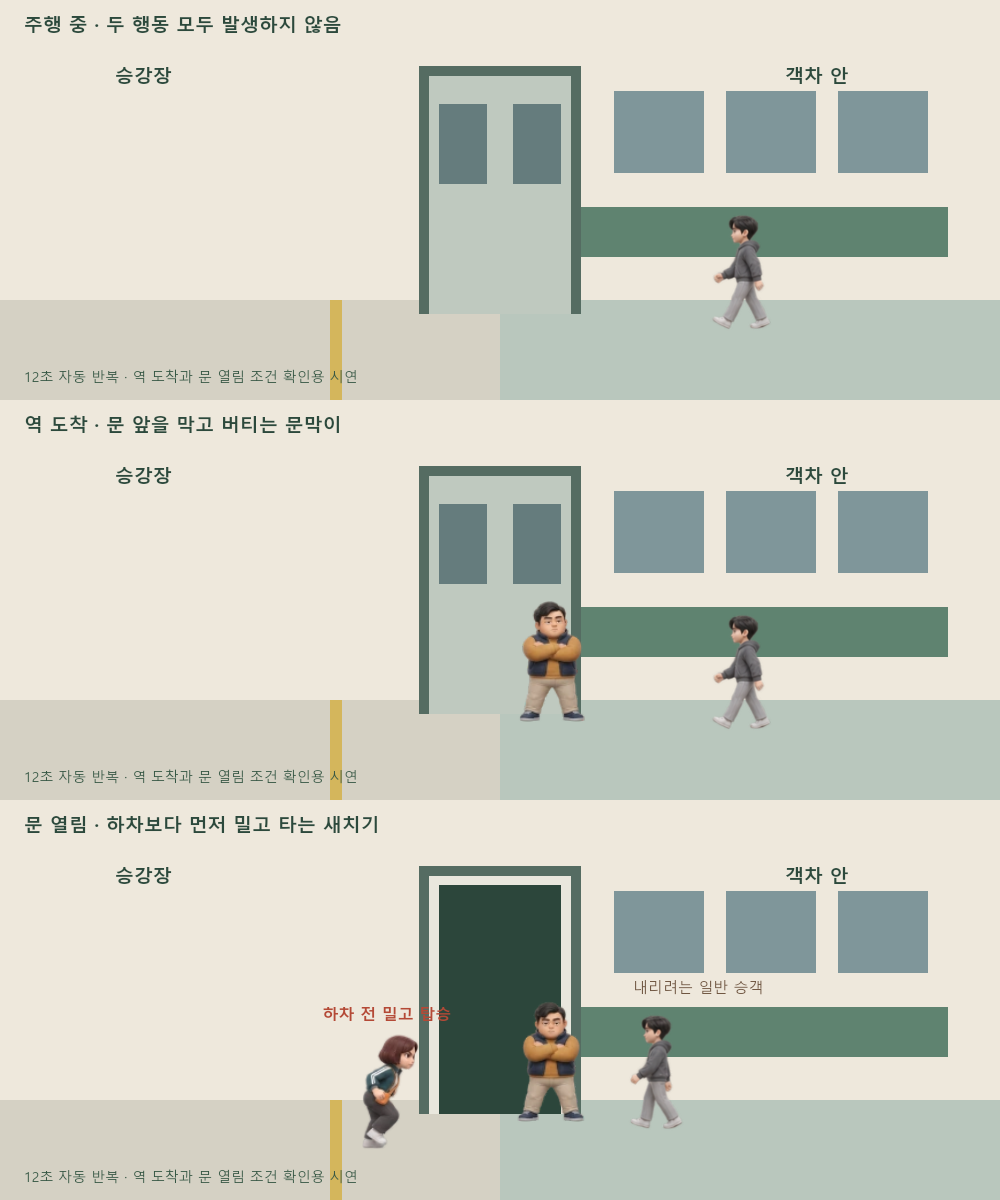 주행 중 · 두 행동 모두 발생하지 않음
승강장
객차 안
12초 자동 반복 · 역 도착과 문 열림 조건 확인용 시연
역 도착 · 문 앞을 막고 버티는 문막이
승강장
객차 안
12초 자동 반복 · 역 도착과 문 열림 조건 확인용 시연
문 열림 · 하차보다 먼저 밀고 타는 새치기
승강장
객차 안
내리려는 일반 승객
하차 전 밀고 탑승
12초 자동 반복 · 역 도착과 문 열림 조건 확인용 시연